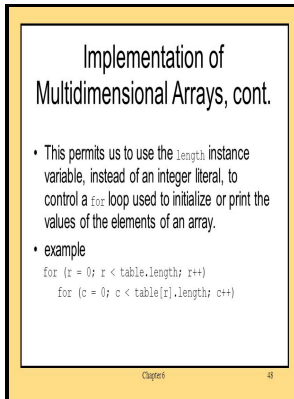 Implementation of
Multidimensional Arrays, cont.
• This permits us to use the length instance
variable, instead of an integer literal, to
control a for loop used to initialize or print the
values of the elements of an array.
• example
for (r = 0; r < table.length; r++)
for (c = 0; c < table[r].length; c++)
Chapter 6 48